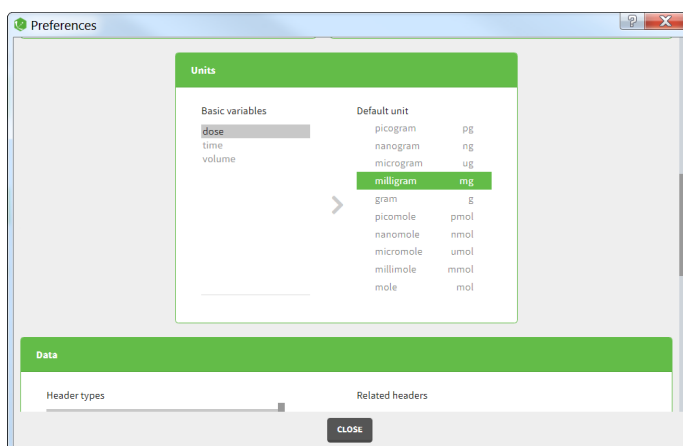 Preferences
?
X
Units
Basic variables
Default unit
dose
time
volume
picogram pg
nanogram ng
microgram ug
milligram mg
gram g
picomole pmol
nanomole nmol
micromole umol
millimole mmol
mole mol
Data
Header types
Related headers
CLOSE